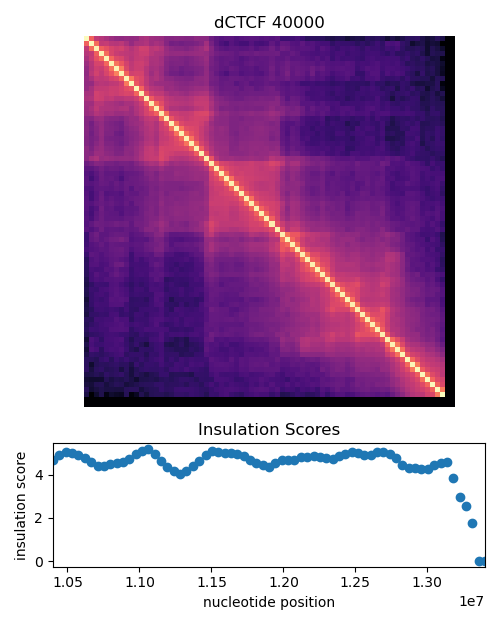 dCTCF 40000
Insulation Scores
insulation score
4
2
0
1.05 1.10 1.15 1.20 1.25 1.30
1e7
nucleotide position